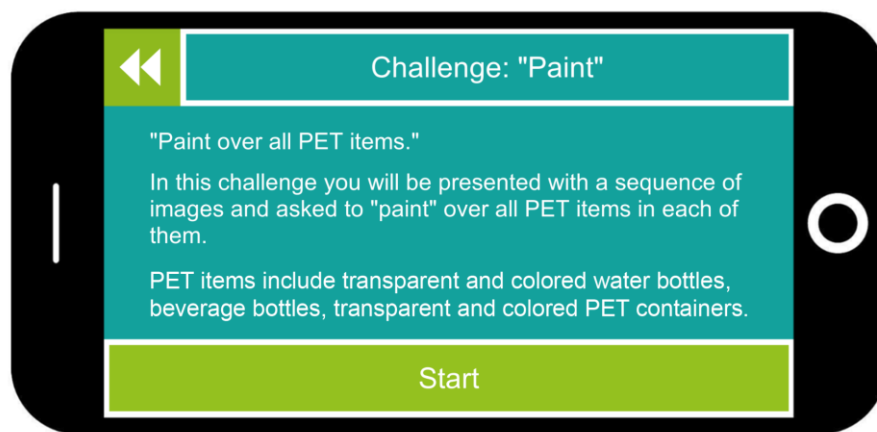 Challenge: "Paint"
"Paint over all PET items."
In this challenge you will be presented with a sequence of
images and asked to "paint" over all PET items in each of
them.
PET items include transparent and colored water bottles,
beverage bottles, transparent and colored PET containers.
Start